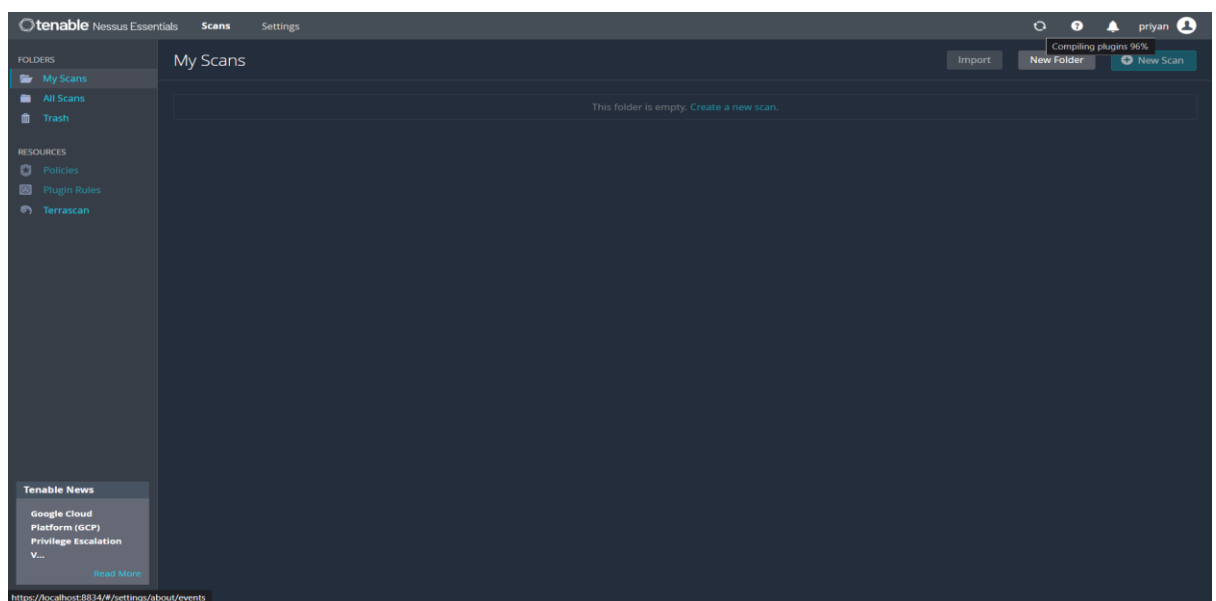 tenable Nessus Essentials Scans Settings priyan
Compiling plugins 96%
FOLDERS
My Scans
All Scans
Trash
RESOURCES
Policies
Plugin Rules
Terrascan
My Scans
Import New Folder New Scan
This folder is empty. Create a new scan.
Tenable News
Google Cloud
Platform (GCP)
Privilege Escalation
V...
Read More
https://localhost:8834/#/settings/about/events